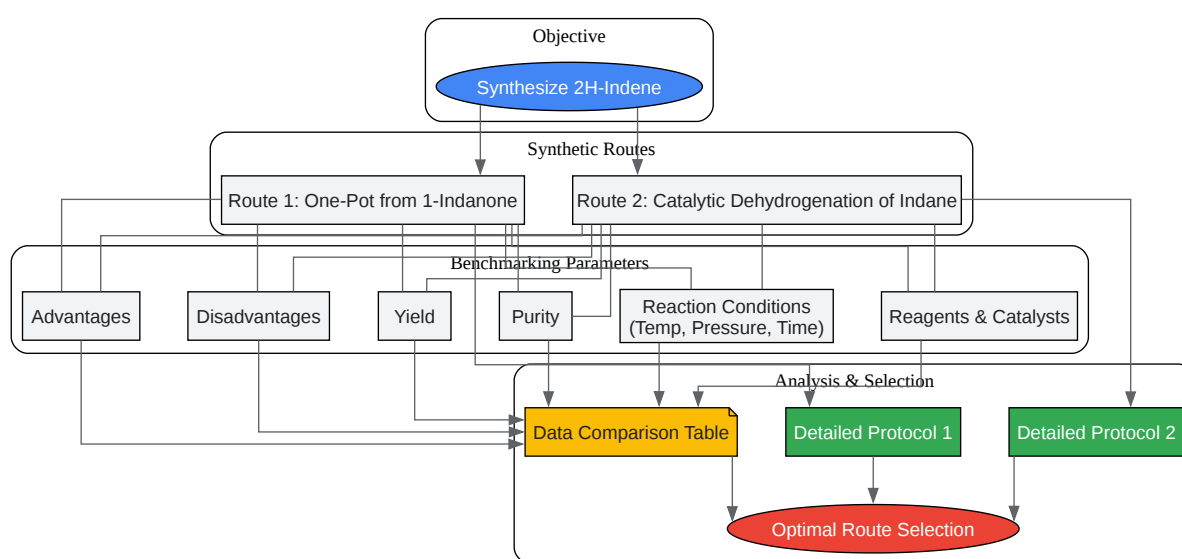 Objective
Synthesize 2H-Indene
Synthetic Routes
Route 1: One-Pot from 1-Indanone
Route 2: Catalytic Dehydrogenation of Indane
Benchmarking Parameters
Advantages
Disadvantages
Yield
Purity
Reaction Conditions
(Temp, Pressure, Time)
Reagents & Catalysts
Analysis & Selection
Data Comparison Table
Detailed Protocol 1
Detailed Protocol 2
Optimal Route Selection